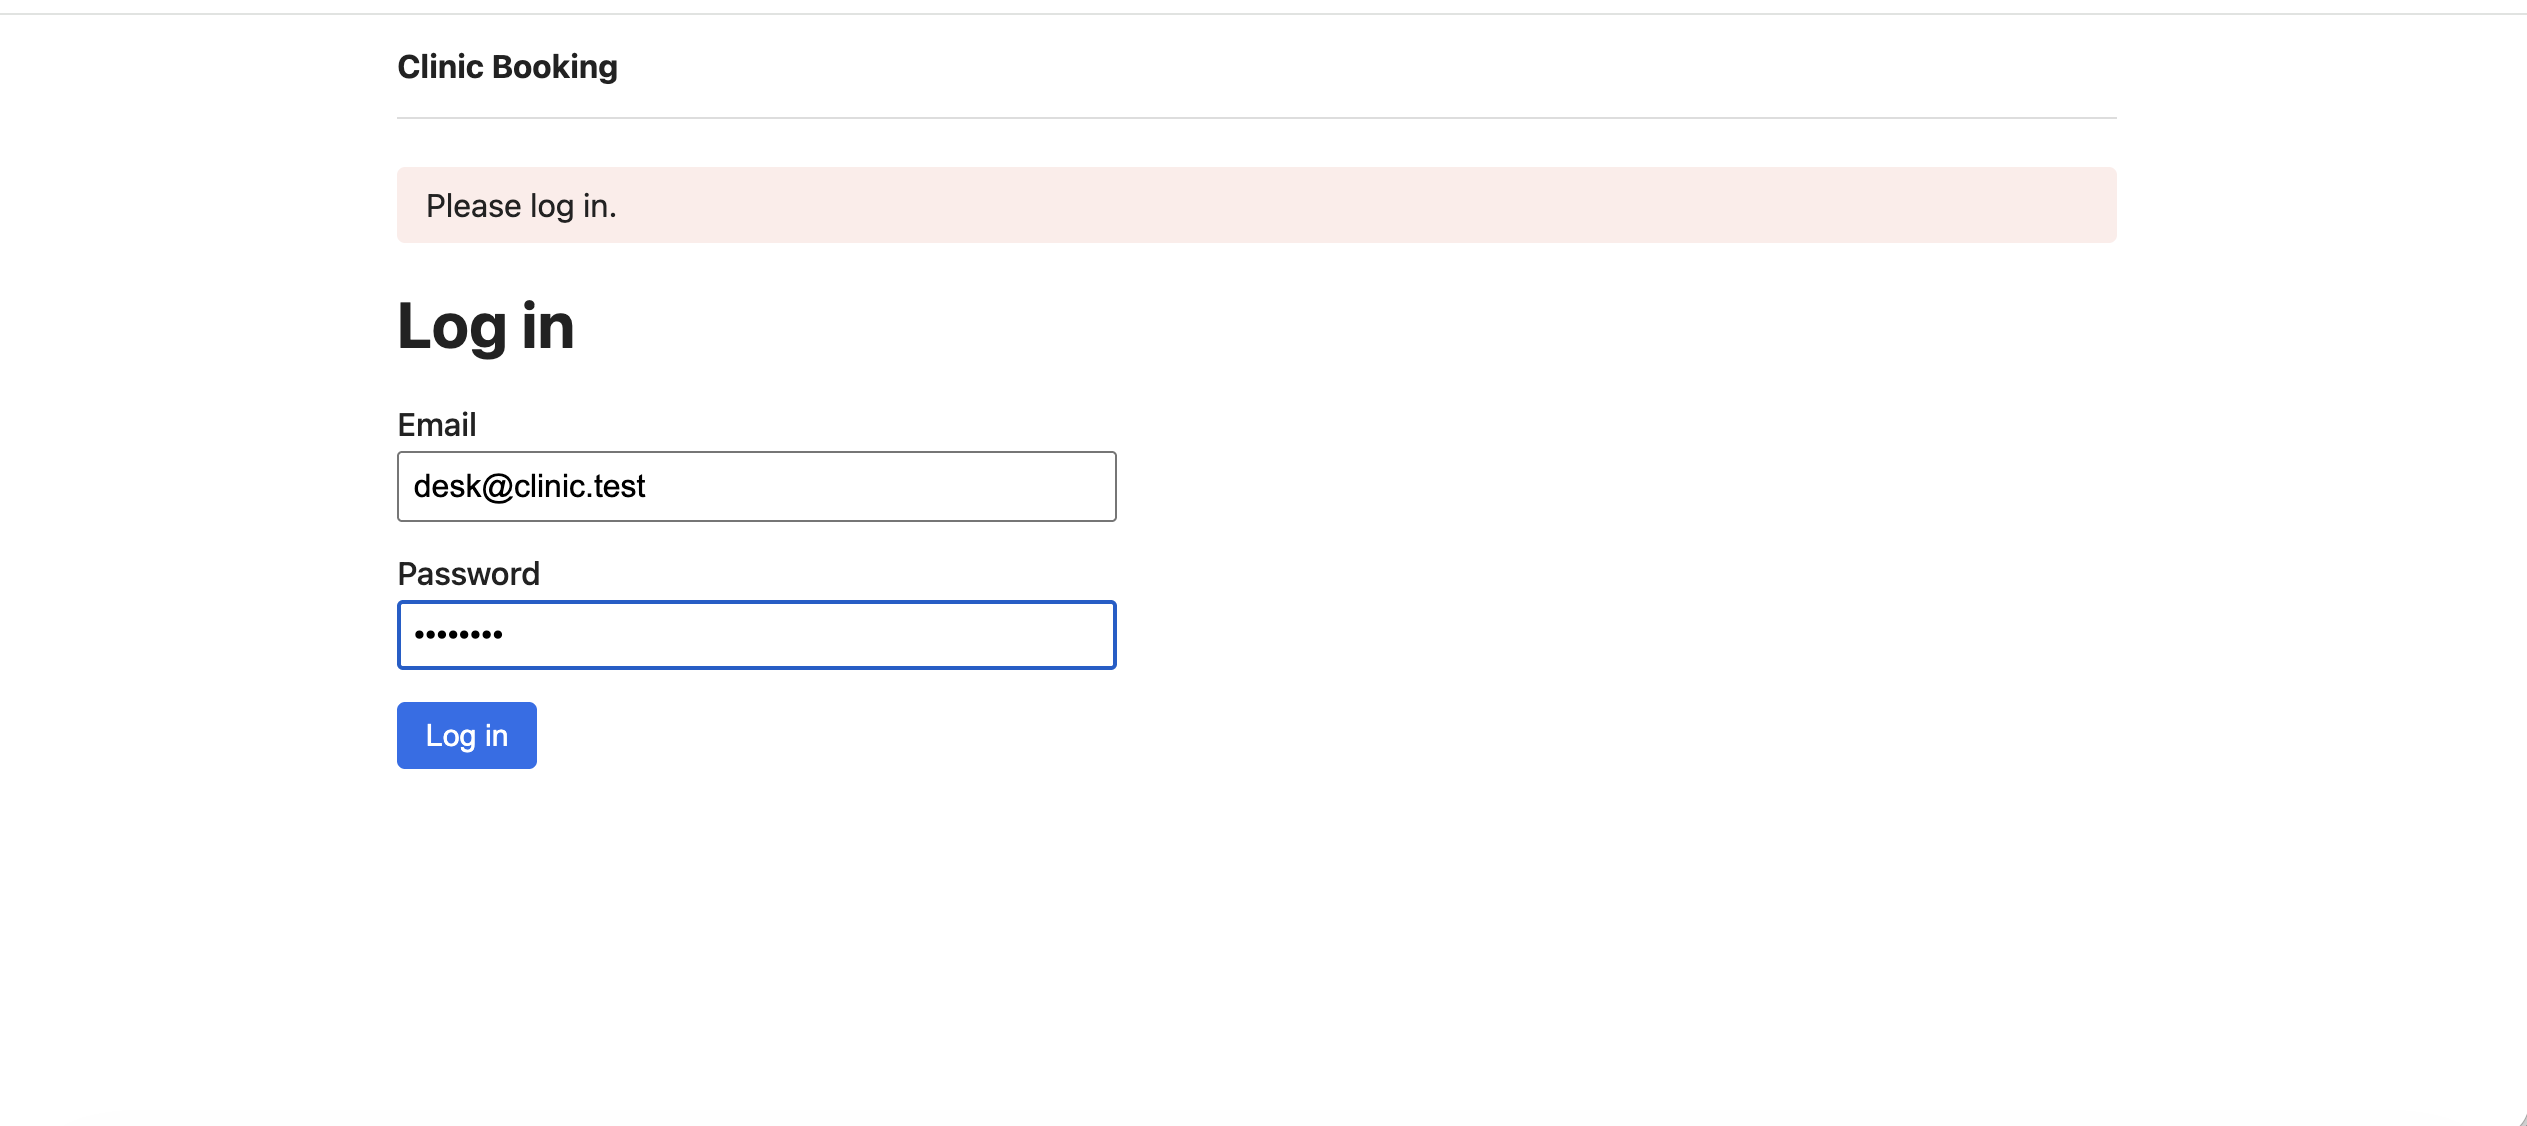 Clinic Booking
Please log in.
Log in
Email
desk@clinic.test
Password
••••••••
Log in